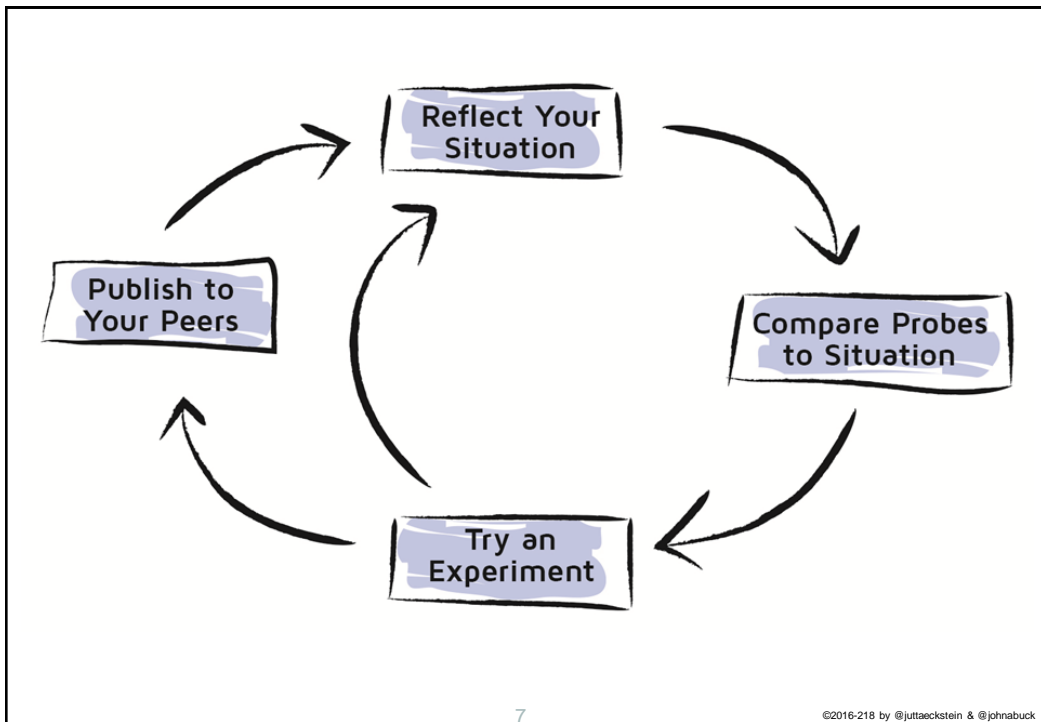 Reflect Your
Situation
Compare Probes
to Situation
Try an
Experiment
Publish to
Your Peers
7
©2016-218 by @juttaeckstein & @johnabuck